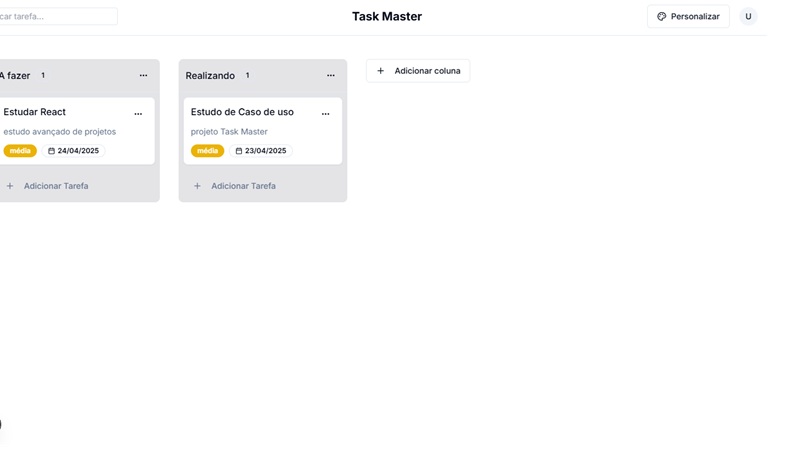 car tarefa...
Task Master
Personalizar
U
A fazer 1
Estudar React
estudo avançado de projetos
média 24/04/2025
Adicionar Tarefa
Realizando 1
Estudo de Caso de uso
projeto Task Master
média 23/04/2025
Adicionar Tarefa
Adicionar coluna